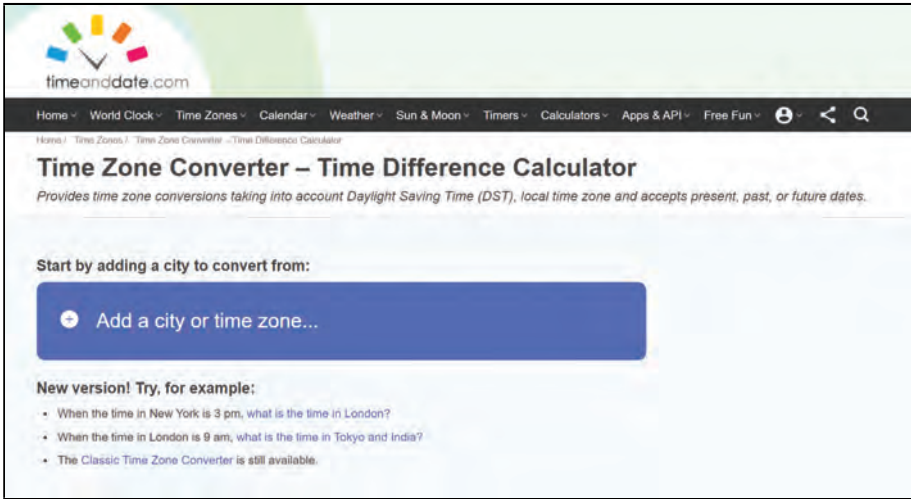 timeanddate.com
Home World Clock Time Zones Calendar Weather Sun & Moon Timers Calculators Apps & API Free Fun
Home / Time Zones / Time Zone Converter – Time Difference Calculator
Time Zone Converter – Time Difference Calculator
Provides time zone conversions taking into account Daylight Saving Time (DST), local time zone and accepts present, past, or future dates.
Start by adding a city to convert from:
Add a city or time zone...
New version! Try, for example:
• When the time in New York is 3 pm, what is the time in London?
• When the time in London is 9 am, what is the time in Tokyo and India?
• The Classic Time Zone Converter is still available.